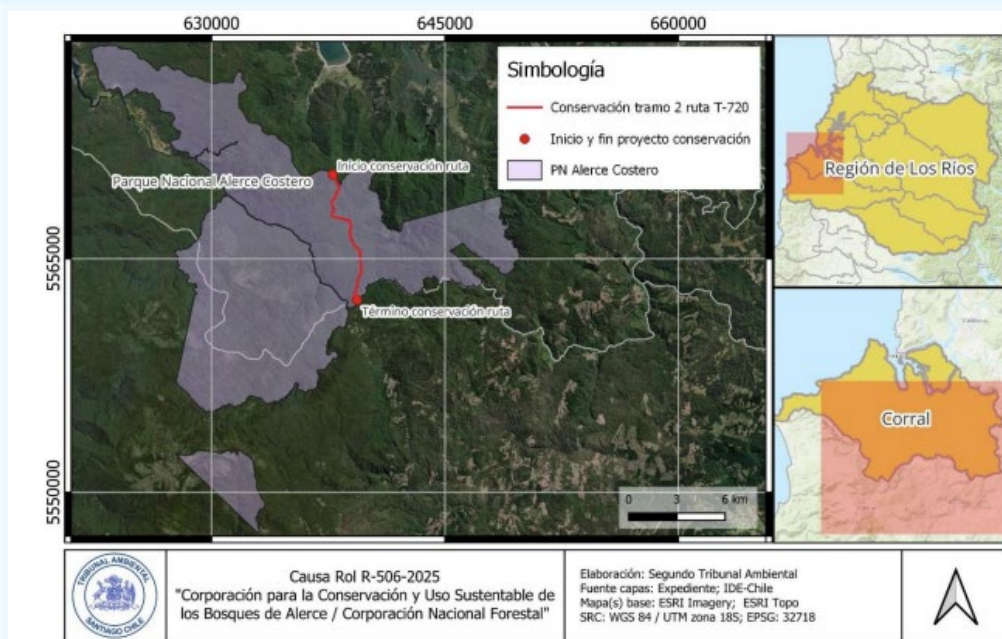 630000
645000
660000
5565000
5550000
Simbología
Conservación tramo 2 ruta T-720
Inicio y fin proyecto conservación
PN Alerce Costero
Inicio conservación ruta
Parque Nacional Alerce Costero
Término conservación ruta
0 3 6 km
Región de Los Ríos
Corral
TRIBUNAL AMBIENTAL
SANTIAGO CHILE
Causa Rol R-506-2025
"Corporación para la Conservación y Uso Sustentable de
los Bosques de Alerce / Corporación Nacional Forestal"
Elaboración: Segundo Tribunal Ambiental
Fuente capas: Expediente; IDE-Chile
Mapa(s) base: ESRI Imagery; ESRI Topo
SRC: WGS 84 / UTM zona 18S; EPSG: 32718